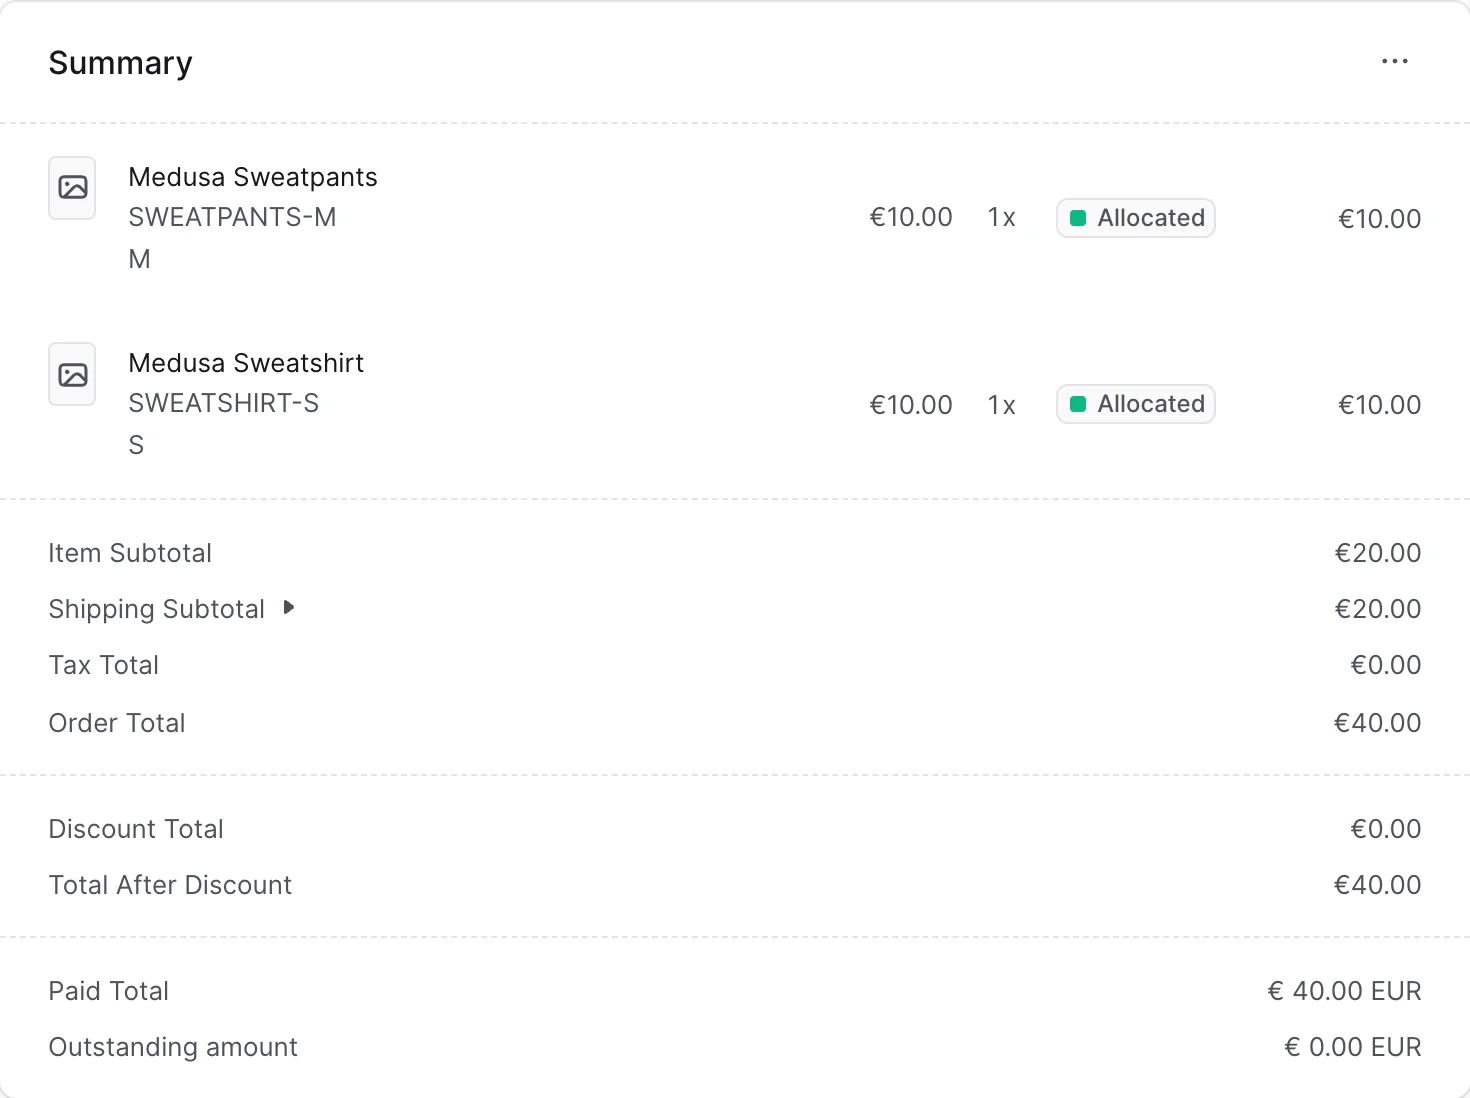 Summary
Medusa Sweatpants
SWEATPANTS-M
M
€10.00 1x Allocated €10.00
Medusa Sweatshirt
SWEATSHIRT-S
S
€10.00 1x Allocated €10.00
Item Subtotal €20.00
Shipping Subtotal €20.00
Tax Total €0.00
Order Total €40.00
Discount Total €0.00
Total After Discount €40.00
Paid Total € 40.00 EUR
Outstanding amount € 0.00 EUR